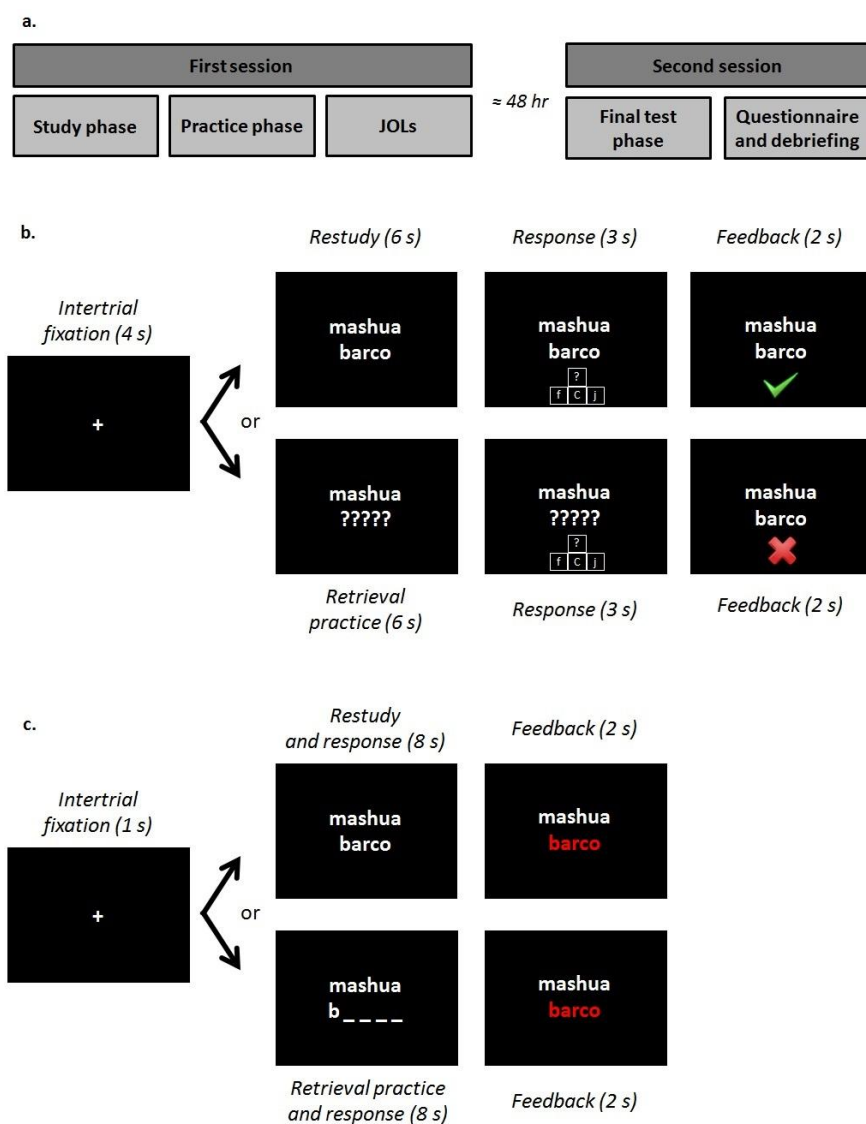 a.
First session
Second session
≈ 48 hr
Study phase
Practice phase
JOLs
Final test
phase
Questionnaire
and debriefing
b.
Restudy (6 s)
Response (3 s)
Feedback (2 s)
Intertrial
fixation (4 s)
+
or
mashua
barco
mashua
barco
?
f C j
mashua
barco
mashua
?????
mashua
?????
?
f C j
mashua
barco
Retrieval
practice (6 s)
Response (3 s)
Feedback (2 s)
c.
Restudy
and response (8 s)
Feedback (2 s)
Intertrial
fixation (1 s)
+
or
mashua
barco
mashua
barco
mashua
b _ _ _ _
mashua
barco
Retrieval practice
and response (8 s)
Feedback (2 s)